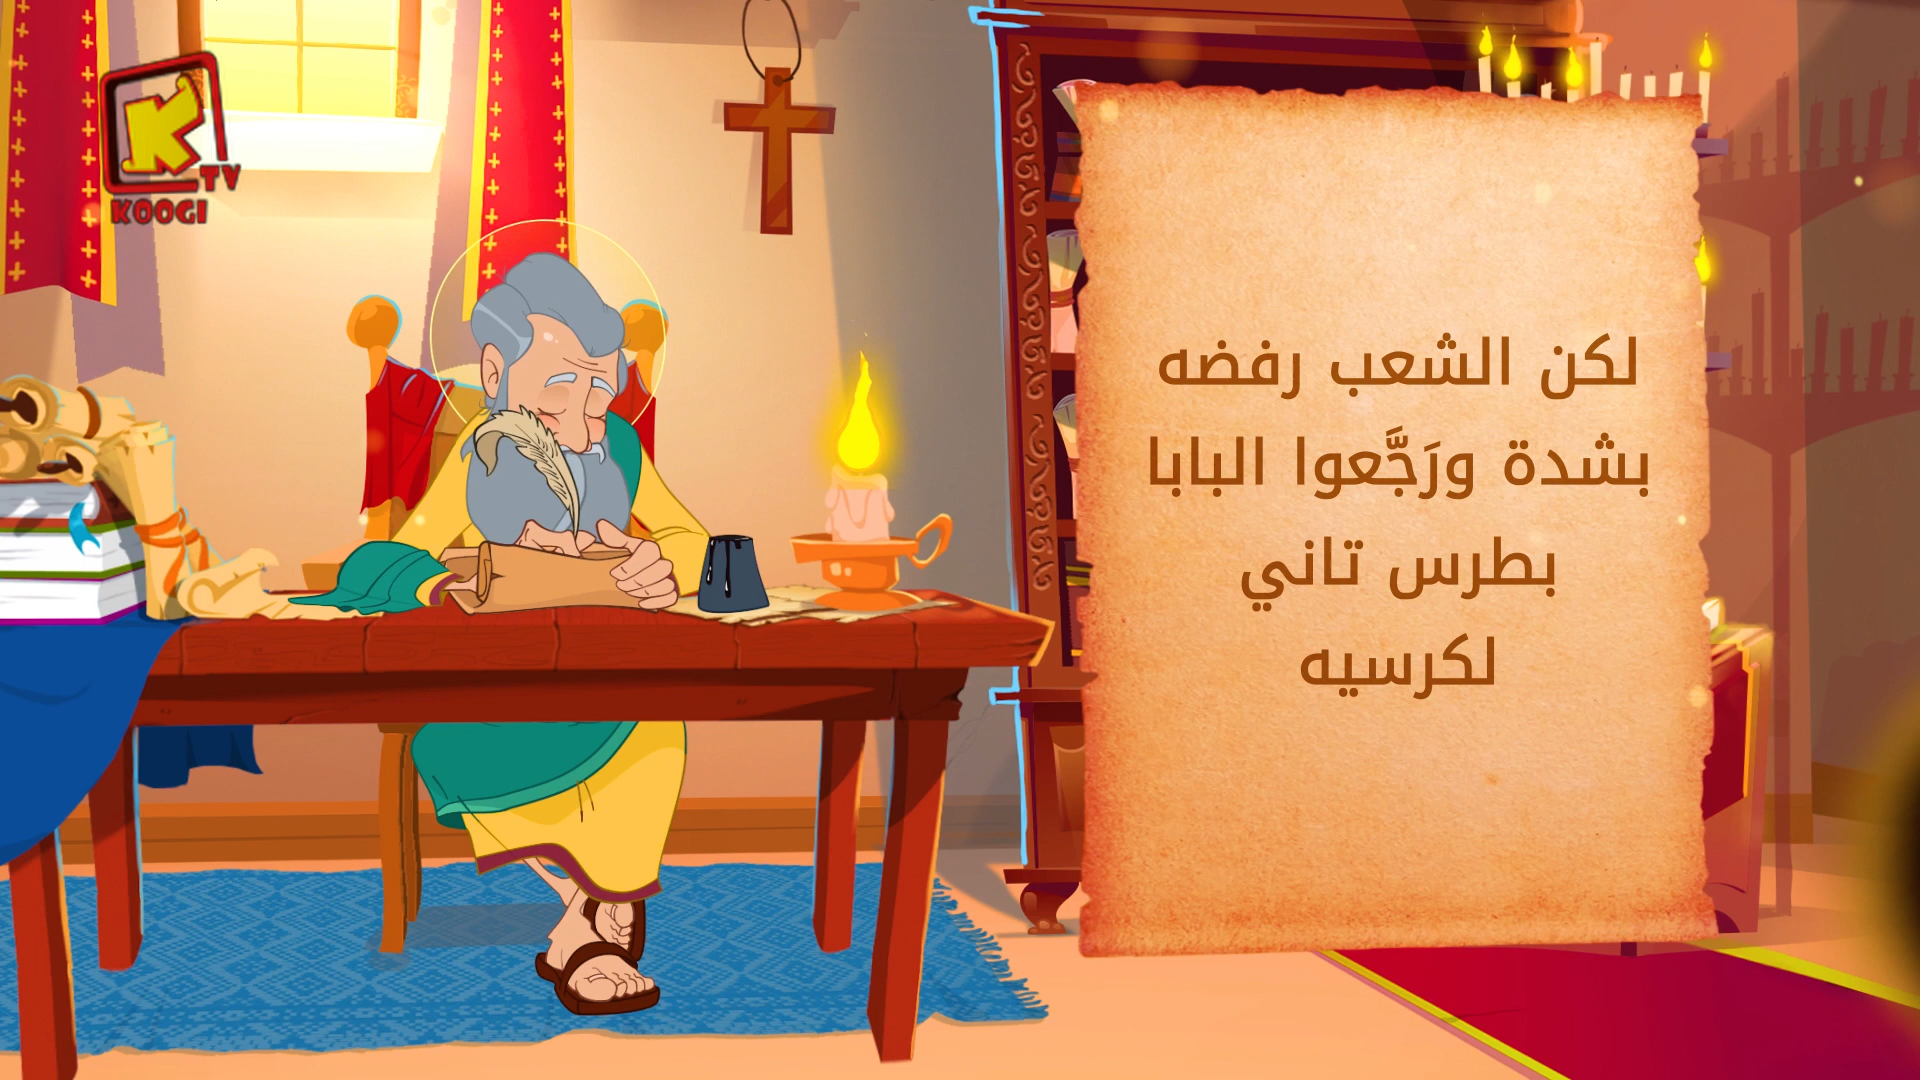 K
TV
KOOGI
لكن الشعب رفضه
بشدة ورَجَّعوا البابا
بطرس تاني
لكرسيه